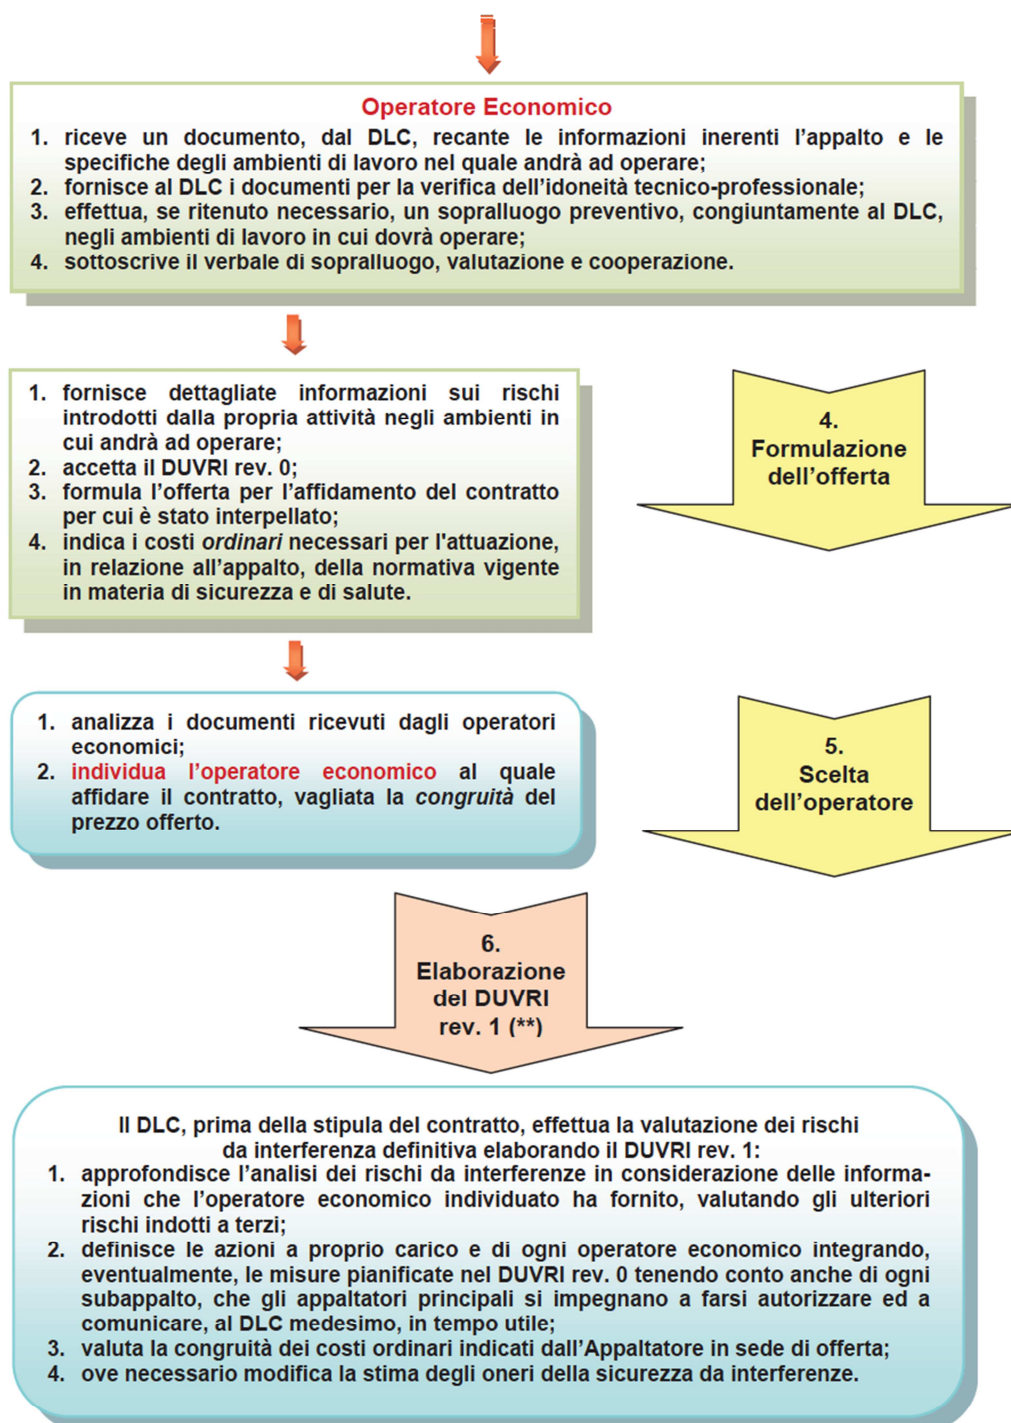 Operatore Economico
1. riceve un documento, dal DLC, recante le informazioni inerenti l’appalto e le
specifiche degli ambienti di lavoro nel quale andrà ad operare;
2. fornisce al DLC i documenti per la verifica dell’idoneità tecnico-professionale;
3. effettua, se ritenuto necessario, un sopralluogo preventivo, congiuntamente al DLC,
negli ambienti di lavoro in cui dovrà operare;
4. sottoscrive il verbale di sopralluogo, valutazione e cooperazione.
1. fornisce dettagliate informazioni sui rischi
introdotti dalla propria attività negli ambienti in
cui andrà ad operare;
2. accetta il DUVRI rev. 0;
3. formula l’offerta per l’affidamento del contratto
per cui è stato interpellato;
4. indica i costi ordinari necessari per l'attuazione,
in relazione all’appalto, della normativa vigente
in materia di sicurezza e di salute.
4.
Formulazione
dell’offerta
1. analizza i documenti ricevuti dagli operatori
economici;
2. individua l’operatore economico al quale
affidare il contratto, vagliata la congruità del
prezzo offerto.
5.
Scelta
dell’operatore
6.
Elaborazione
del DUVRI
rev. 1 (**)
Il DLC, prima della stipula del contratto, effettua la valutazione dei rischi
da interferenza definitiva elaborando il DUVRI rev. 1:
1. approfondisce l’analisi dei rischi da interferenze in considerazione delle informa-
zioni che l’operatore economico individuato ha fornito, valutando gli ulteriori
rischi indotti a terzi;
2. definisce le azioni a proprio carico e di ogni operatore economico integrando,
eventualmente, le misure pianificate nel DUVRI rev. 0 tenendo conto anche di ogni
subappalto, che gli appaltatori principali si impegnano a farsi autorizzare ed a
comunicare, al DLC medesimo, in tempo utile;
3. valuta la congruità dei costi ordinari indicati dall’Appaltatore in sede di offerta;
4. ove necessario modifica la stima degli oneri della sicurezza da interferenze.